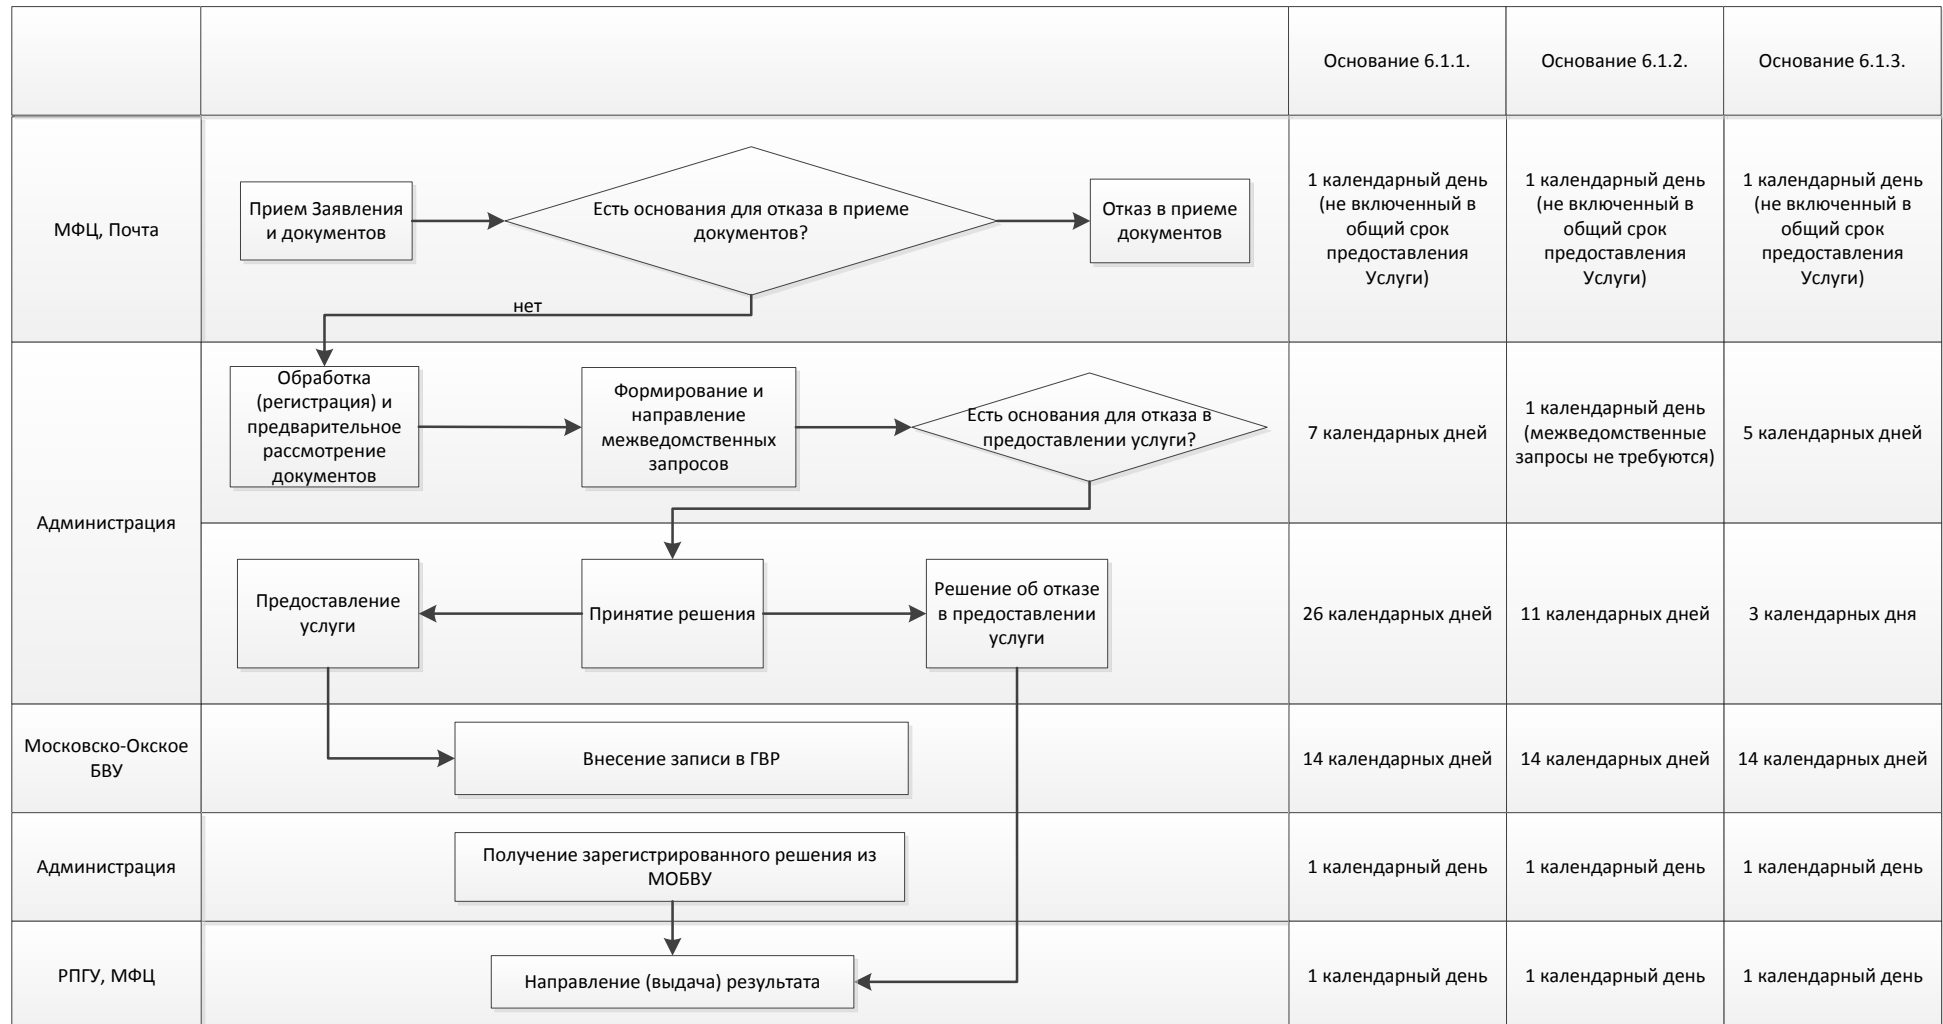 Основание 6.1.1.
Основание 6.1.2.
Основание 6.1.3.
МФЦ, Почта
Прием Заявления
и документов
Есть основания для отказа в приеме
документов?
Отказ в приеме
документов
нет
1 календарный день
(не включенный в
общий срок
предоставления
Услуги)
1 календарный день
(не включенный в
общий срок
предоставления
Услуги)
1 календарный день
(не включенный в
общий срок
предоставления
Услуги)
Администрация
Обработка
(регистрация) и
предварительное
рассмотрение
документов
Формирование и
направление
межведомственных
запросов
Есть основания для отказа в
предоставлении услуги?
7 календарных дней
1 календарный день
(межведомственные
запросы не требуются)
5 календарных дней
Предоставление
услуги
Принятие решения
Решение об отказе
в предоставлении
услуги
26 календарных дней
11 календарных дней
3 календарных дня
Московско-Окское
БВУ
Внесение записи в ГВР
14 календарных дней
14 календарных дней
14 календарных дней
Администрация
Получение зарегистрированного решения из
МОБВУ
1 календарный день
1 календарный день
1 календарный день
РПГУ, МФЦ
Направление (выдача) результата
1 календарный день
1 календарный день
1 календарный день